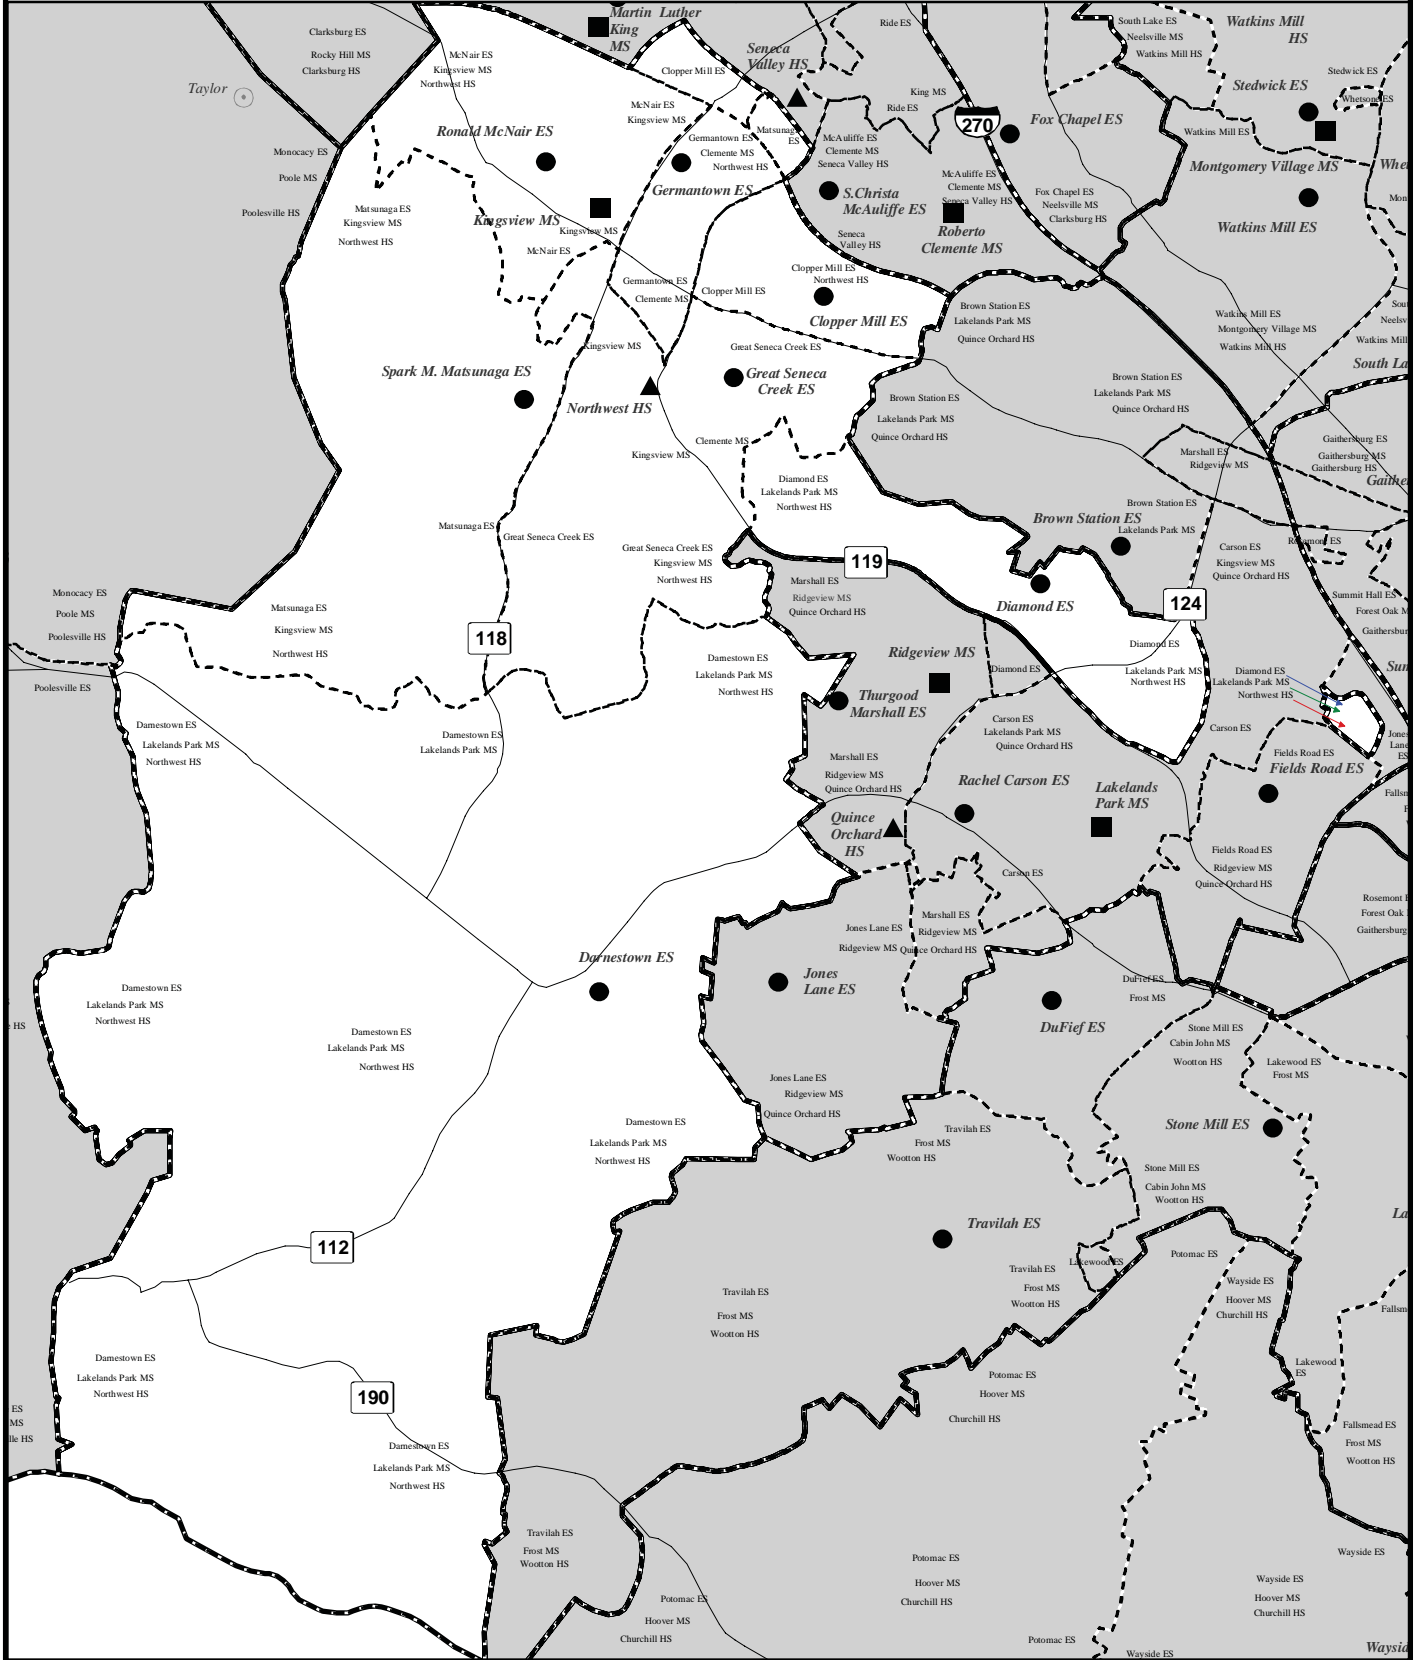 Martin Luther
King
MS
Ride ES
South Lake ES
Neelsville MS
Watkins Mill HS
Watkins Mill
HS
Clarksburg ES
Rocky Hill MS
Clarksburg HS
McNair ES
Kingsview MS
Northwest HS
Seneca
Valley HS
Clopper Mill ES
Stedwick ES
Stedwick ES
Whetstone ES
Taylor
King MS
Ride ES
270
Fox Chapel ES
McNair ES
Kingsview MS
Ronald McNair ES
Matsunaga
ES
Germantown ES
Clemente MS
Northwest HS
McAuliffe ES
Clemente MS
Seneca Valley HS
Watkins Mill ES
Monocacy ES
Poole MS
Poolesville HS
Montgomery Village MS
McAuliffe ES
Clemente MS
Seneca Valley HS
Germantown ES
S.Christa
McAuliffe ES
Fox Chapel ES
Neelsville MS
Clarksburg HS
Matsunaga ES
Kingsview MS
Northwest HS
Kingsview MS
Kingsview MS
McNair ES
Roberto
Clemente MS
Watkins Mill ES
Seneca
Valley HS
Clopper Mill ES
Northwest HS
Germantown ES
Clemente MS
Clopper Mill ES
Clopper Mill ES
Brown Station ES
Lakelands Park MS
Quince Orchard HS
Watkins Mill ES
Montgomery Village MS
Watkins Mill HS
Watkins Mill
Kingsview MS
Great Seneca Creek ES
Spark M. Matsunaga ES
Northwest HS
Great Seneca
Creek ES
Brown Station ES
Lakelands Park MS
Quince Orchard HS
Brown Station ES
Lakelands Park MS
Quince Orchard HS
South La
Clemente MS
Kingsview MS
Marshall ES
Ridgeview MS
Gaithersburg ES
Gaithersburg MS
Gaithersburg HS
Diamond ES
Lakelands Park MS
Northwest HS
Brown Station ES
Lakelands Park MS
Brown Station ES
Matsunaga ES
Great Seneca Creek ES
Great Seneca Creek ES
Kingsview MS
Northwest HS
119
Carson ES
Kingsview MS
Quince Orchard HS
Rosemont ES
Marshall ES
Ridgeview MS
Quince Orchard HS
Diamond ES
124
Monocacy ES
Poole MS
Poolesville HS
Matsunaga ES
Kingsview MS
Northwest HS
118
Summit Hall ES
Forest Oak M
Gaithersbur
Ridgeview MS
Diamond ES
Diamond ES
Lakelands Park MS
Northwest HS
Diamond ES
Lakelands Park MS
Northwest HS
Poolesville ES
Darnestown ES
Lakelands Park MS
Northwest HS
Thurgood
Marshall ES
Darnestown ES
Lakelands Park MS
Northwest HS
Darnestown ES
Lakelands Park MS
Carson ES
Lakelands Park MS
Quince Orchard HS
Carson ES
Jones
Lane
ES
Marshall ES
Ridgeview MS
Quince Orchard HS
Rachel Carson ES
Lakelands
Park MS
Fields Road ES
Fields Road ES
Quince
Orchard
HS
Fields Road ES
Ridgeview MS
Quince Orchard HS
Carson ES
Jones Lane ES
Ridgeview MS
Marshall ES
Ridgeview MS
Quince Orchard HS
Rosemont E
Forest Oak
Gaithersburg
Darnestown ES
Jones
Lane ES
DuFief ES
Frost MS
DuFief ES
Darnestown ES
Lakelands Park MS
Northwest HS
Darnestown ES
Lakelands Park MS
Northwest HS
Stone Mill ES
Cabin John MS
Wootton HS
Lakewood ES
Frost MS
Jones Lane ES
Ridgeview MS
Quince Orchard HS
Stone Mill ES
Darnestown ES
Lakelands Park MS
Northwest HS
Travilah ES
Frost MS
Wootton HS
Stone Mill ES
Cabin John MS
Wootton HS
Travilah ES
112
Travilah ES
Frost MS
Wootton HS
Lakewood ES
Potomac ES
Wayside ES
Hoover MS
Churchill HS
Travilah ES
Frost MS
Wootton HS
Darnestown ES
Lakelands Park MS
Northwest HS
190
Potomac ES
Hoover MS
Churchill HS
Lakewood
ES
Fallsmead ES
Frost MS
Wootton HS
ES
MS
lle HS
Darnestown ES
Lakelands Park MS
Northwest HS
Travilah ES
Frost MS
Wootton HS
Potomac ES
Hoover MS
Churchill HS
Wayside ES
Wayside ES
Hoover MS
Churchill HS
Potomac ES
Hoover MS
Churchill HS
Potomac ES
Wayside ES
Waysid